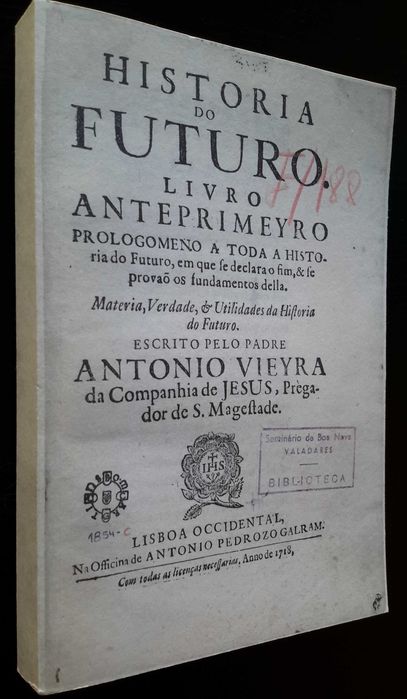 HISTORIA
DO
FUTURO.
LIVRO
ANTEPRIMEYRO
PROLOGOMENO A TODA A HISTO-
ria do Futuro, em que ſe declara o fim, & ſe
provaõ os fundamentos della.
Materia, Verdade, & Utilidades da Hiſtoria
do Futuro.
ESCRITO PELO PADRE
ANTONIO VIEYRA
da Companhia de JESUS, Prèga-
dor de S. Mageſtade.
IHS
Seminário da Boa Nova
VALADARES
BIBLIOTECA
1854-C
LISBOA OCCIDENTAL,
Na Officina de ANTONIO PEDROZO GALRAM.
Com todas as licenças neceſſarias, Anno de 1718,